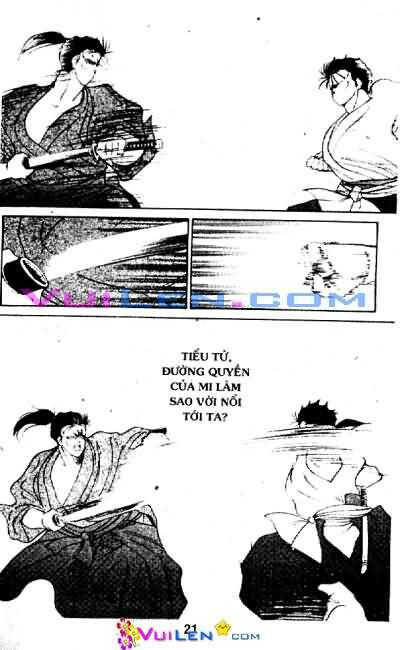 VUILEN.COM
TIỂU TỬ,
ĐƯỜNG QUYỀN
CỦA MI LÀM
SAO VỚI NỔI
TỚI TA?
21
VUILEN.COM